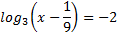 log₃(x − 1/9) = −2